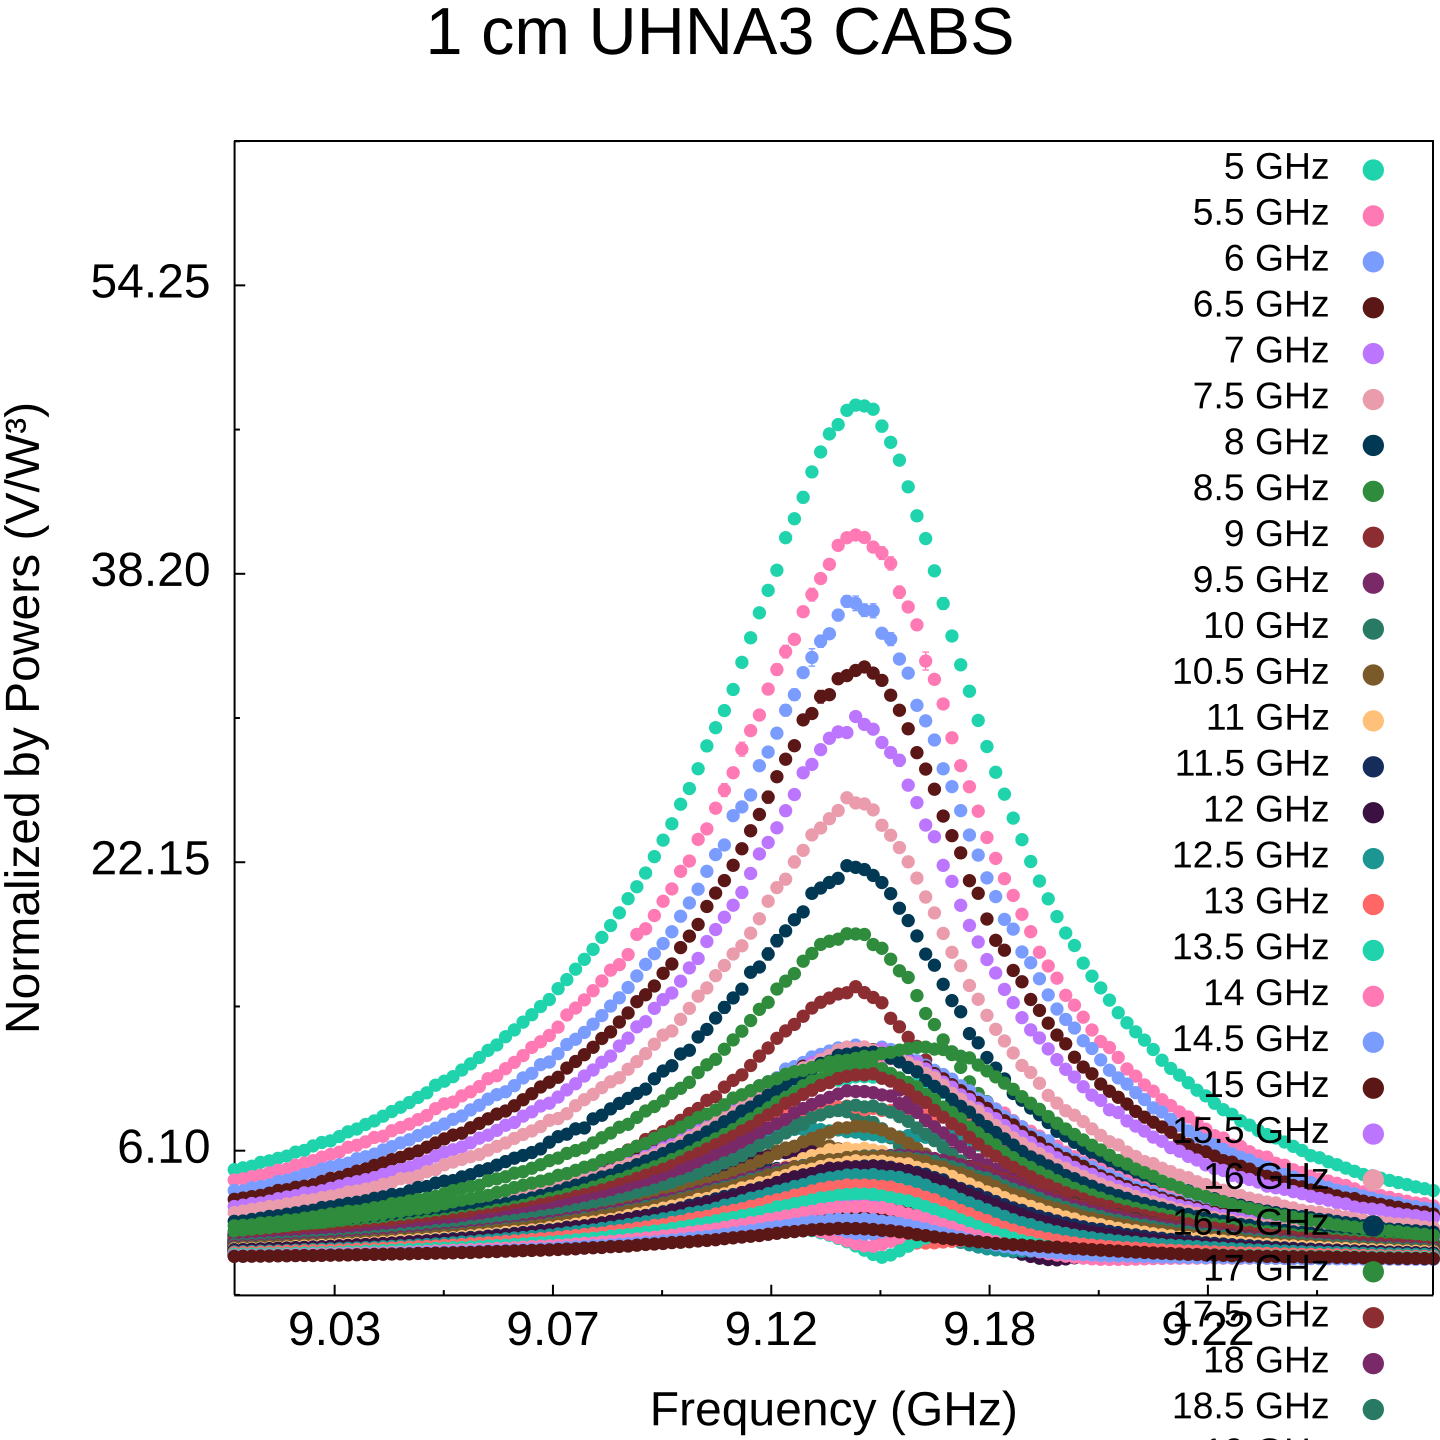 1 cm UHNA3 CABS
Normalized by Powers (V/W³)
54.25
38.20
22.15
6.10
5 GHz
5.5 GHz
6 GHz
6.5 GHz
7 GHz
7.5 GHz
8 GHz
8.5 GHz
9 GHz
9.5 GHz
10 GHz
10.5 GHz
11 GHz
11.5 GHz
12 GHz
12.5 GHz
13 GHz
13.5 GHz
14 GHz
14.5 GHz
15 GHz
15.5 GHz
16 GHz
16.5 GHz
17 GHz
17.5 GHz
18 GHz
18.5 GHz
9.03
9.07
9.12
9.18
9.22
Frequency (GHz)